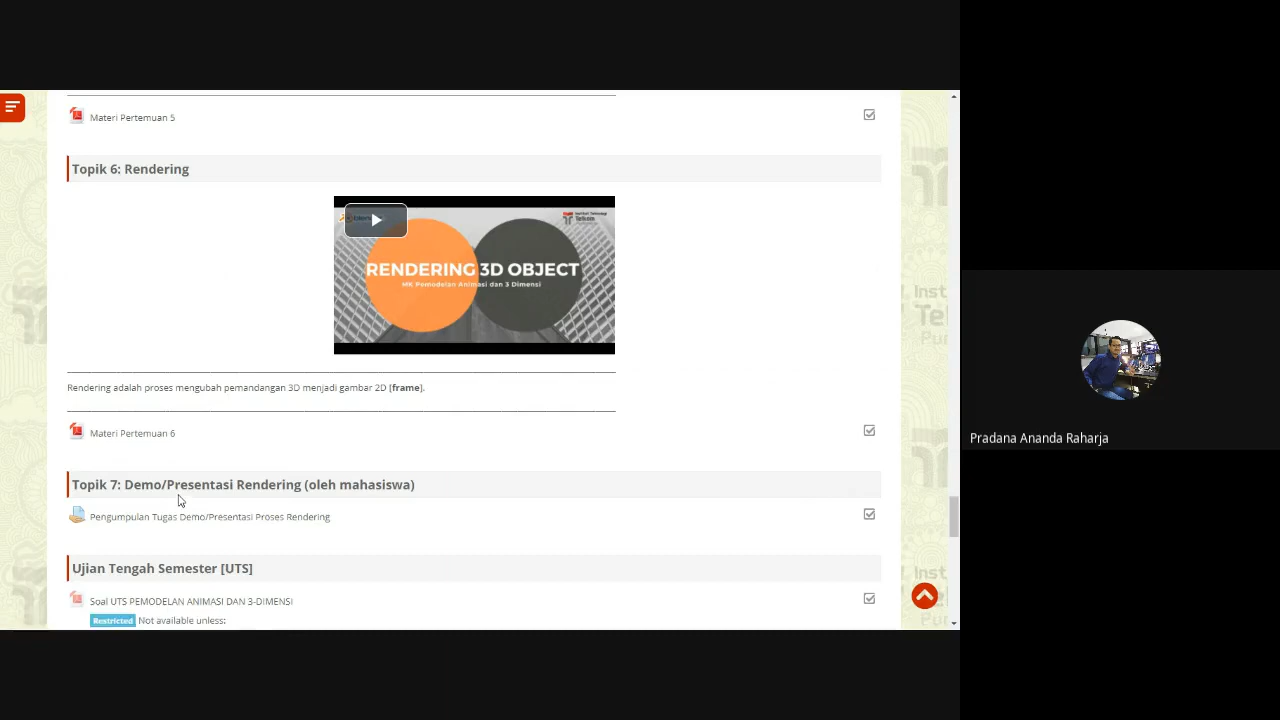 Materi Pertemuan 5
Topik 6: Rendering
Institut Teknologi
Telkom
RENDERING 3D OBJECT
MK Pemodelan Animasi dan 3 Dimensi
Rendering adalah proses mengubah pemandangan 3D menjadi gambar 2D [frame].
Materi Pertemuan 6
Topik 7: Demo/Presentasi Rendering (oleh mahasiswa)
Pengumpulan Tugas Demo/Presentasi Proses Rendering
Ujian Tengah Semester [UTS]
Soal UTS PEMODELAN ANIMASI DAN 3-DIMENSI
Restricted Not available unless:
Pradana Ananda Raharja